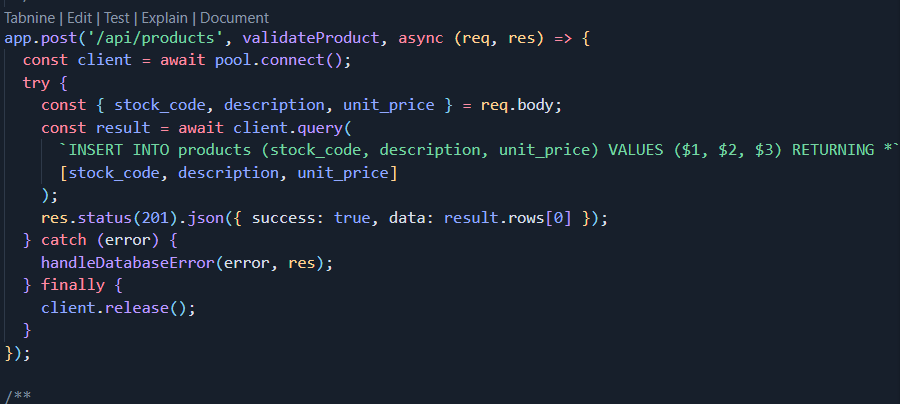 Tabnine | Edit | Test | Explain | Document
app.post('/api/products', validateProduct, async (req, res) => {
  const client = await pool.connect();
  try {
    const { stock_code, description, unit_price } = req.body;
    const result = await client.query(
      `INSERT INTO products (stock_code, description, unit_price) VALUES ($1, $2, $3) RETURNING *`
      [stock_code, description, unit_price]
    );
    res.status(201).json({ success: true, data: result.rows[0] });
  } catch (error) {
    handleDatabaseError(error, res);
  } finally {
    client.release();
  }
});
/**